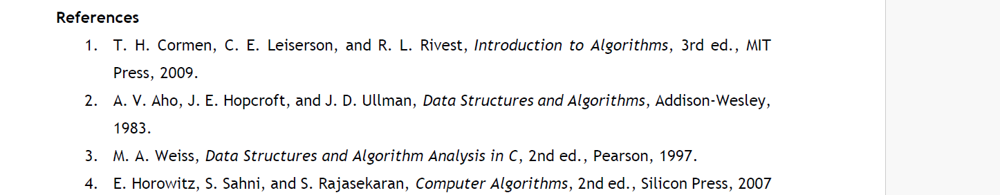 References
1. T. H. Cormen, C. E. Leiserson, and R. L. Rivest, Introduction to Algorithms, 3rd ed., MIT
Press, 2009.
2. A. V. Aho, J. E. Hopcroft, and J. D. Ullman, Data Structures and Algorithms, Addison-Wesley,
1983.
3. M. A. Weiss, Data Structures and Algorithm Analysis in C, 2nd ed., Pearson, 1997.
4. E. Horowitz, S. Sahni, and S. Rajasekaran, Computer Algorithms, 2nd ed., Silicon Press, 2007